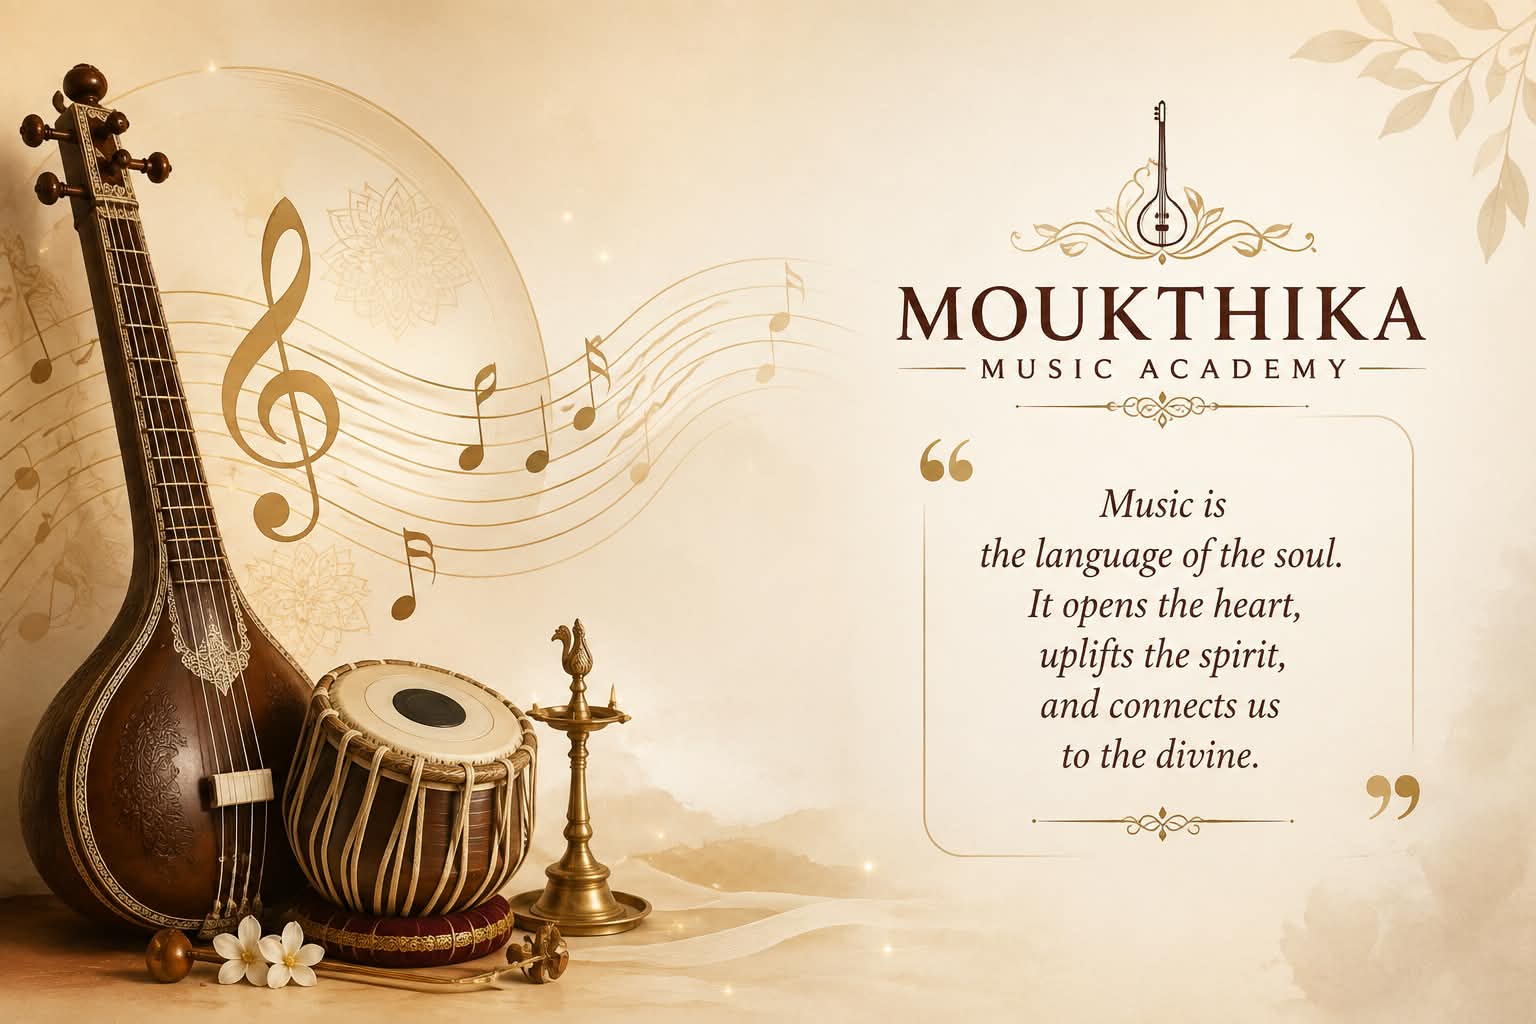 MOUKTHIKA
MUSIC ACADEMY
“
Music is
the language of the soul.
It opens the heart,
uplifts the spirit,
and connects us
to the divine.
”